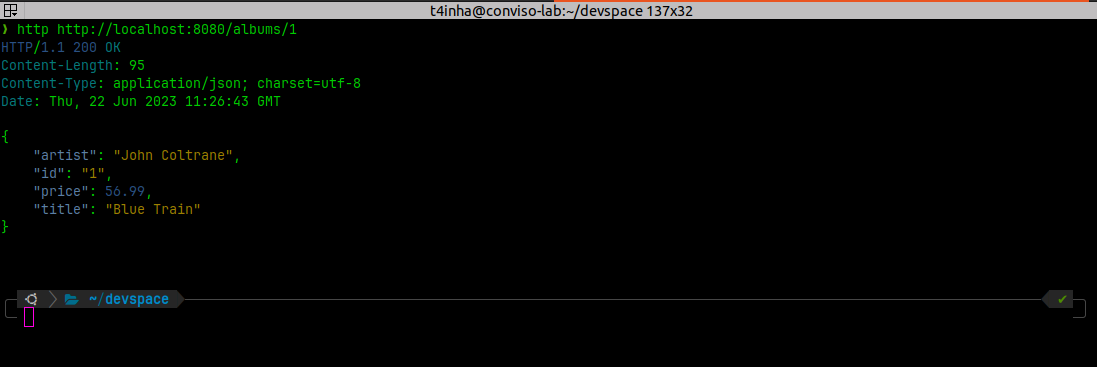 t4inha@conviso-lab:~/devspace 137x32
❯ http http://localhost:8080/albums/1
HTTP/1.1 200 OK
Content-Length: 95
Content-Type: application/json; charset=utf-8
Date: Thu, 22 Jun 2023 11:26:43 GMT
{
    "artist": "John Coltrane",
    "id": "1",
    "price": 56.99,
    "title": "Blue Train"
}
~/devspace ✔